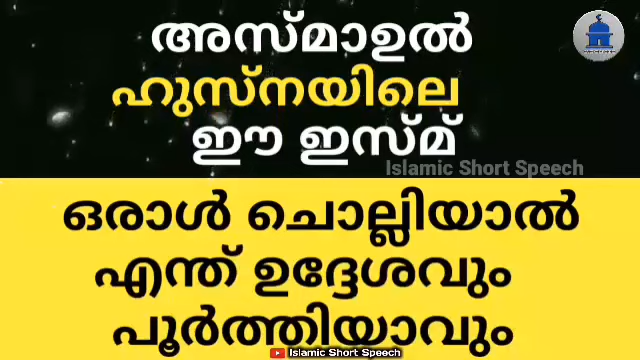 അസ്മാഉൽ
ഹുസ്നയിലെ
ഈ ഇസ്മ്
Islamic Short Speech
ഒരാൾ ചൊല്ലിയാൽ
എന്ത് ഉദ്ദേശവും
പൂർത്തിയാവും
Islamic Short Speech